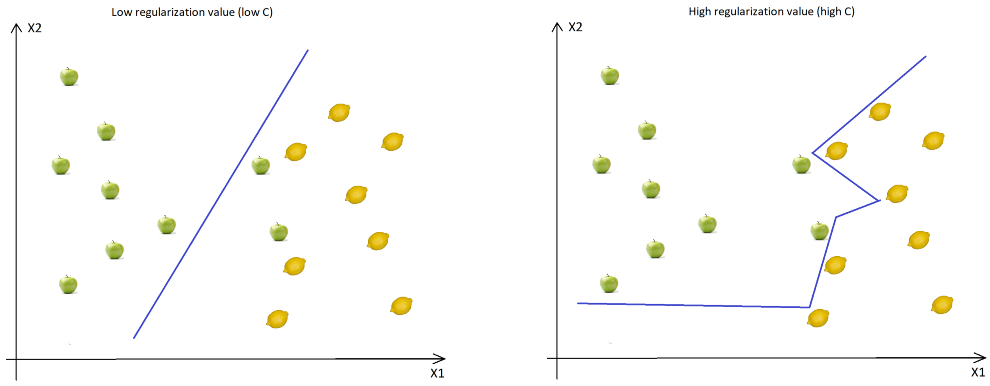 Low regularization value (low C)
X2
X1
High regularization value (high C)
X2
X1